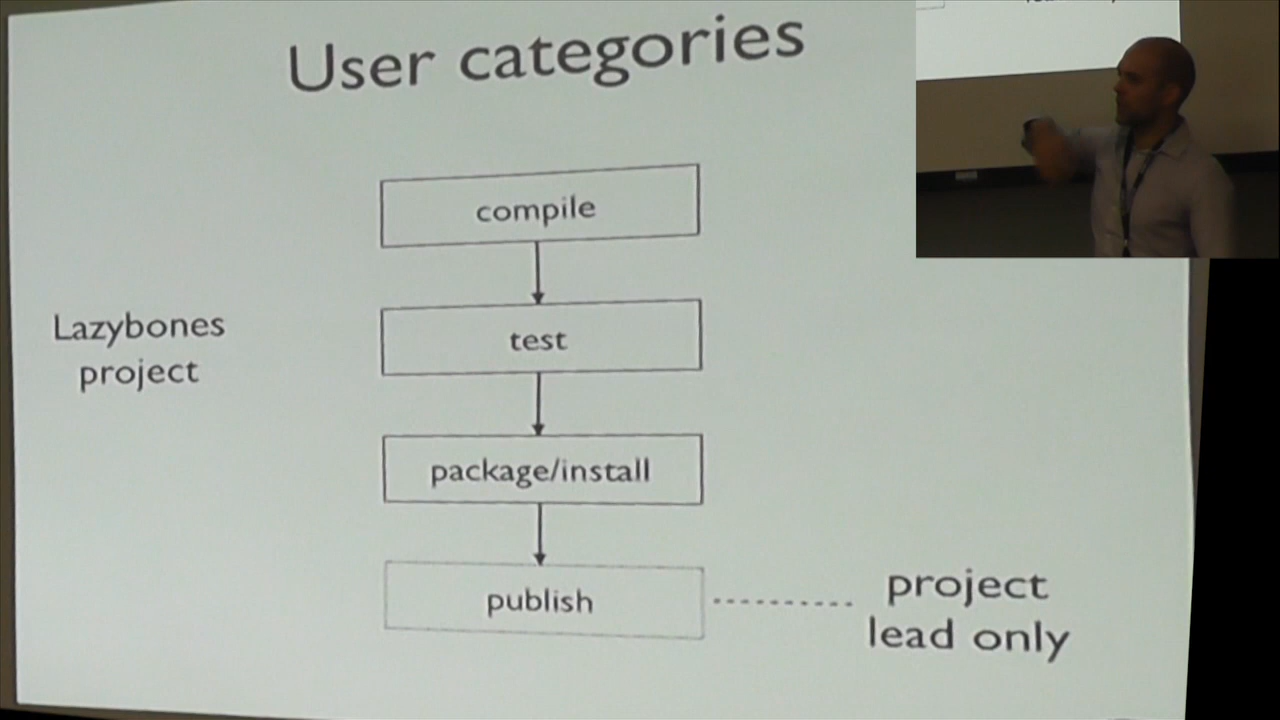 User categories
compile
Lazybones
project
test
package/install
publish
project
lead only